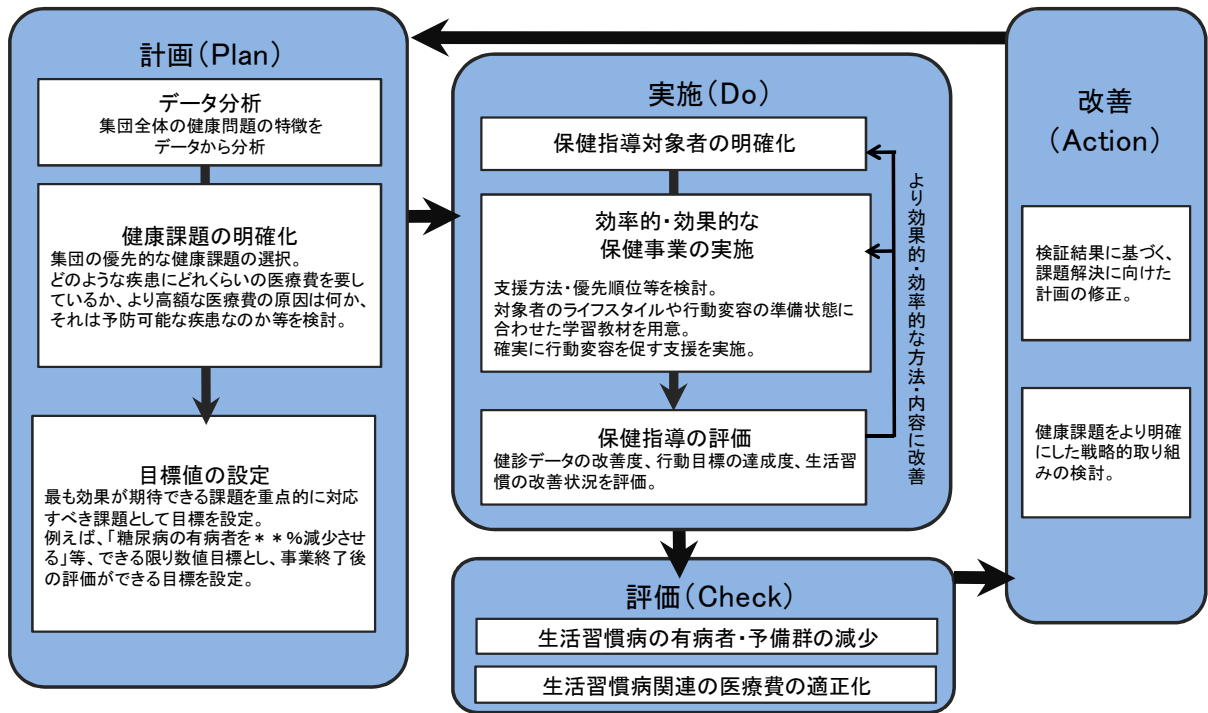 計画(Plan)
データ分析
集団全体の健康問題の特徴を
データから分析
健康課題の明確化
集団の優先的な健康課題の選択。
どのような疾患にどれくらいの医療費を要し
ているか、より高額な医療費の原因は何か、
それは予防可能な疾患なのか等を検討。
目標値の設定
最も効果が期待できる課題を重点的に対応
すべき課題として目標を設定。
例えば、「糖尿病の有病者を**%減少させ
る」等、できる限り数値目標とし、事業終了後
の評価ができる目標を設定。
実施(Do)
保健指導対象者の明確化
効率的・効果的な
保健事業の実施
支援方法・優先順位等を検討。
対象者のライフスタイルや行動変容の準備状態に
合わせた学習教材を用意。
確実に行動変容を促す支援を実施。
保健指導の評価
健診データの改善度、行動目標の達成度、生活習
慣の改善状況を評価。
より効果的・効率的な方法・内容に改善
評価(Check)
生活習慣病の有病者・予備群の減少
生活習慣病関連の医療費の適正化
改善
(Action)
検証結果に基づく、
課題解決に向けた
計画の修正。
健康課題をより明確
にした戦略的取り組
みの検討。